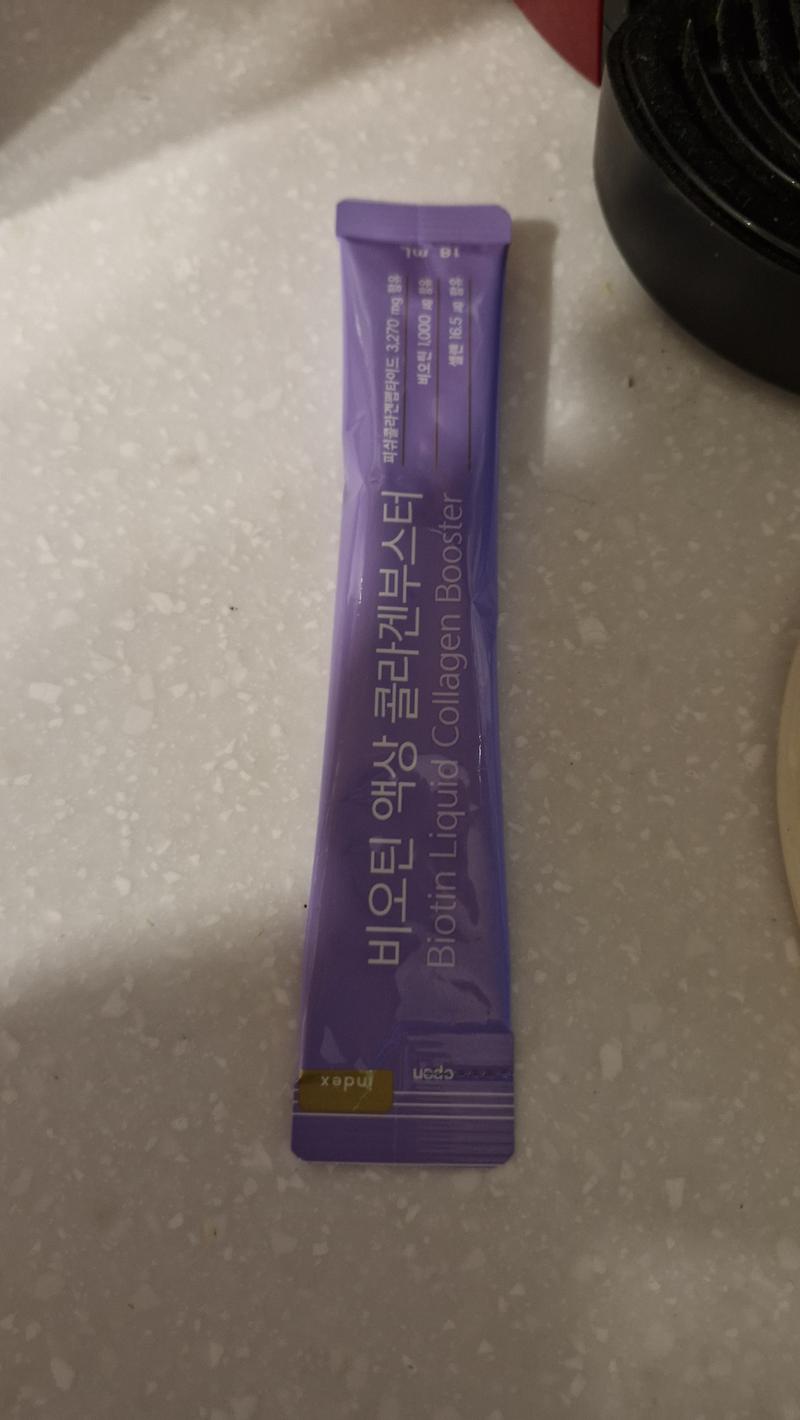 비오틴 액상 콜라겐부스터
Biotin Liquid Collagen Booster
피쉬콜라겐펩타이드 3,270 mg 함유
비오틴 1,000 μg 함유
셀렌 16.5 μg 함유
18 mL
index
open